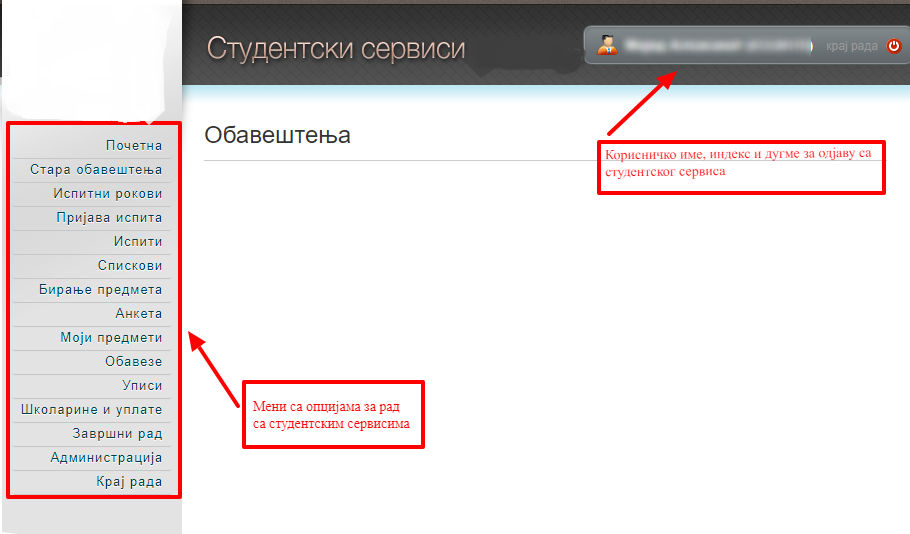 Студентски сервиси
крај рада
Обавештења
Корисничко име, индекс и дугме за одјаву са
студентског сервиса
Почетна
Стара обавештења
Испитни рокови
Пријава испита
Испити
Спискови
Бирање предмета
Анкета
Моји предмети
Обавезе
Уписи
Школарине и уплате
Завршни рад
Администрација
Крај рада
Мени са опцијама за рад
са студентским сервисима